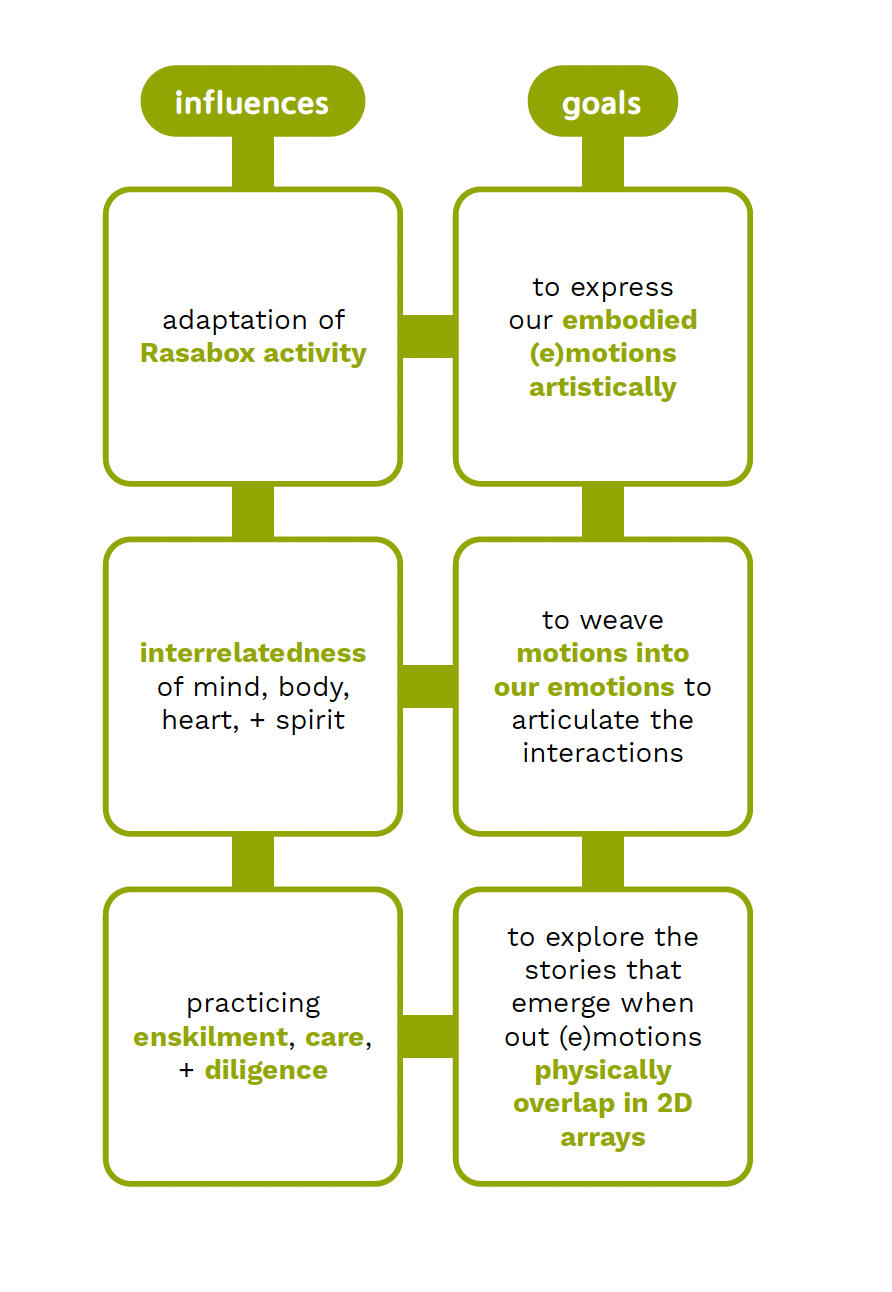 influences
goals
adaptation of
Rasabox activity
to express
our embodied
(e)motions
artistically
interrelatedness
of mind, body,
heart, + spirit
to weave
motions into
our emotions to
articulate the
interactions
practicing
enskilment, care,
+ diligence
to explore the
stories that
emerge when
out (e)motions
physically
overlap in 2D
arrays